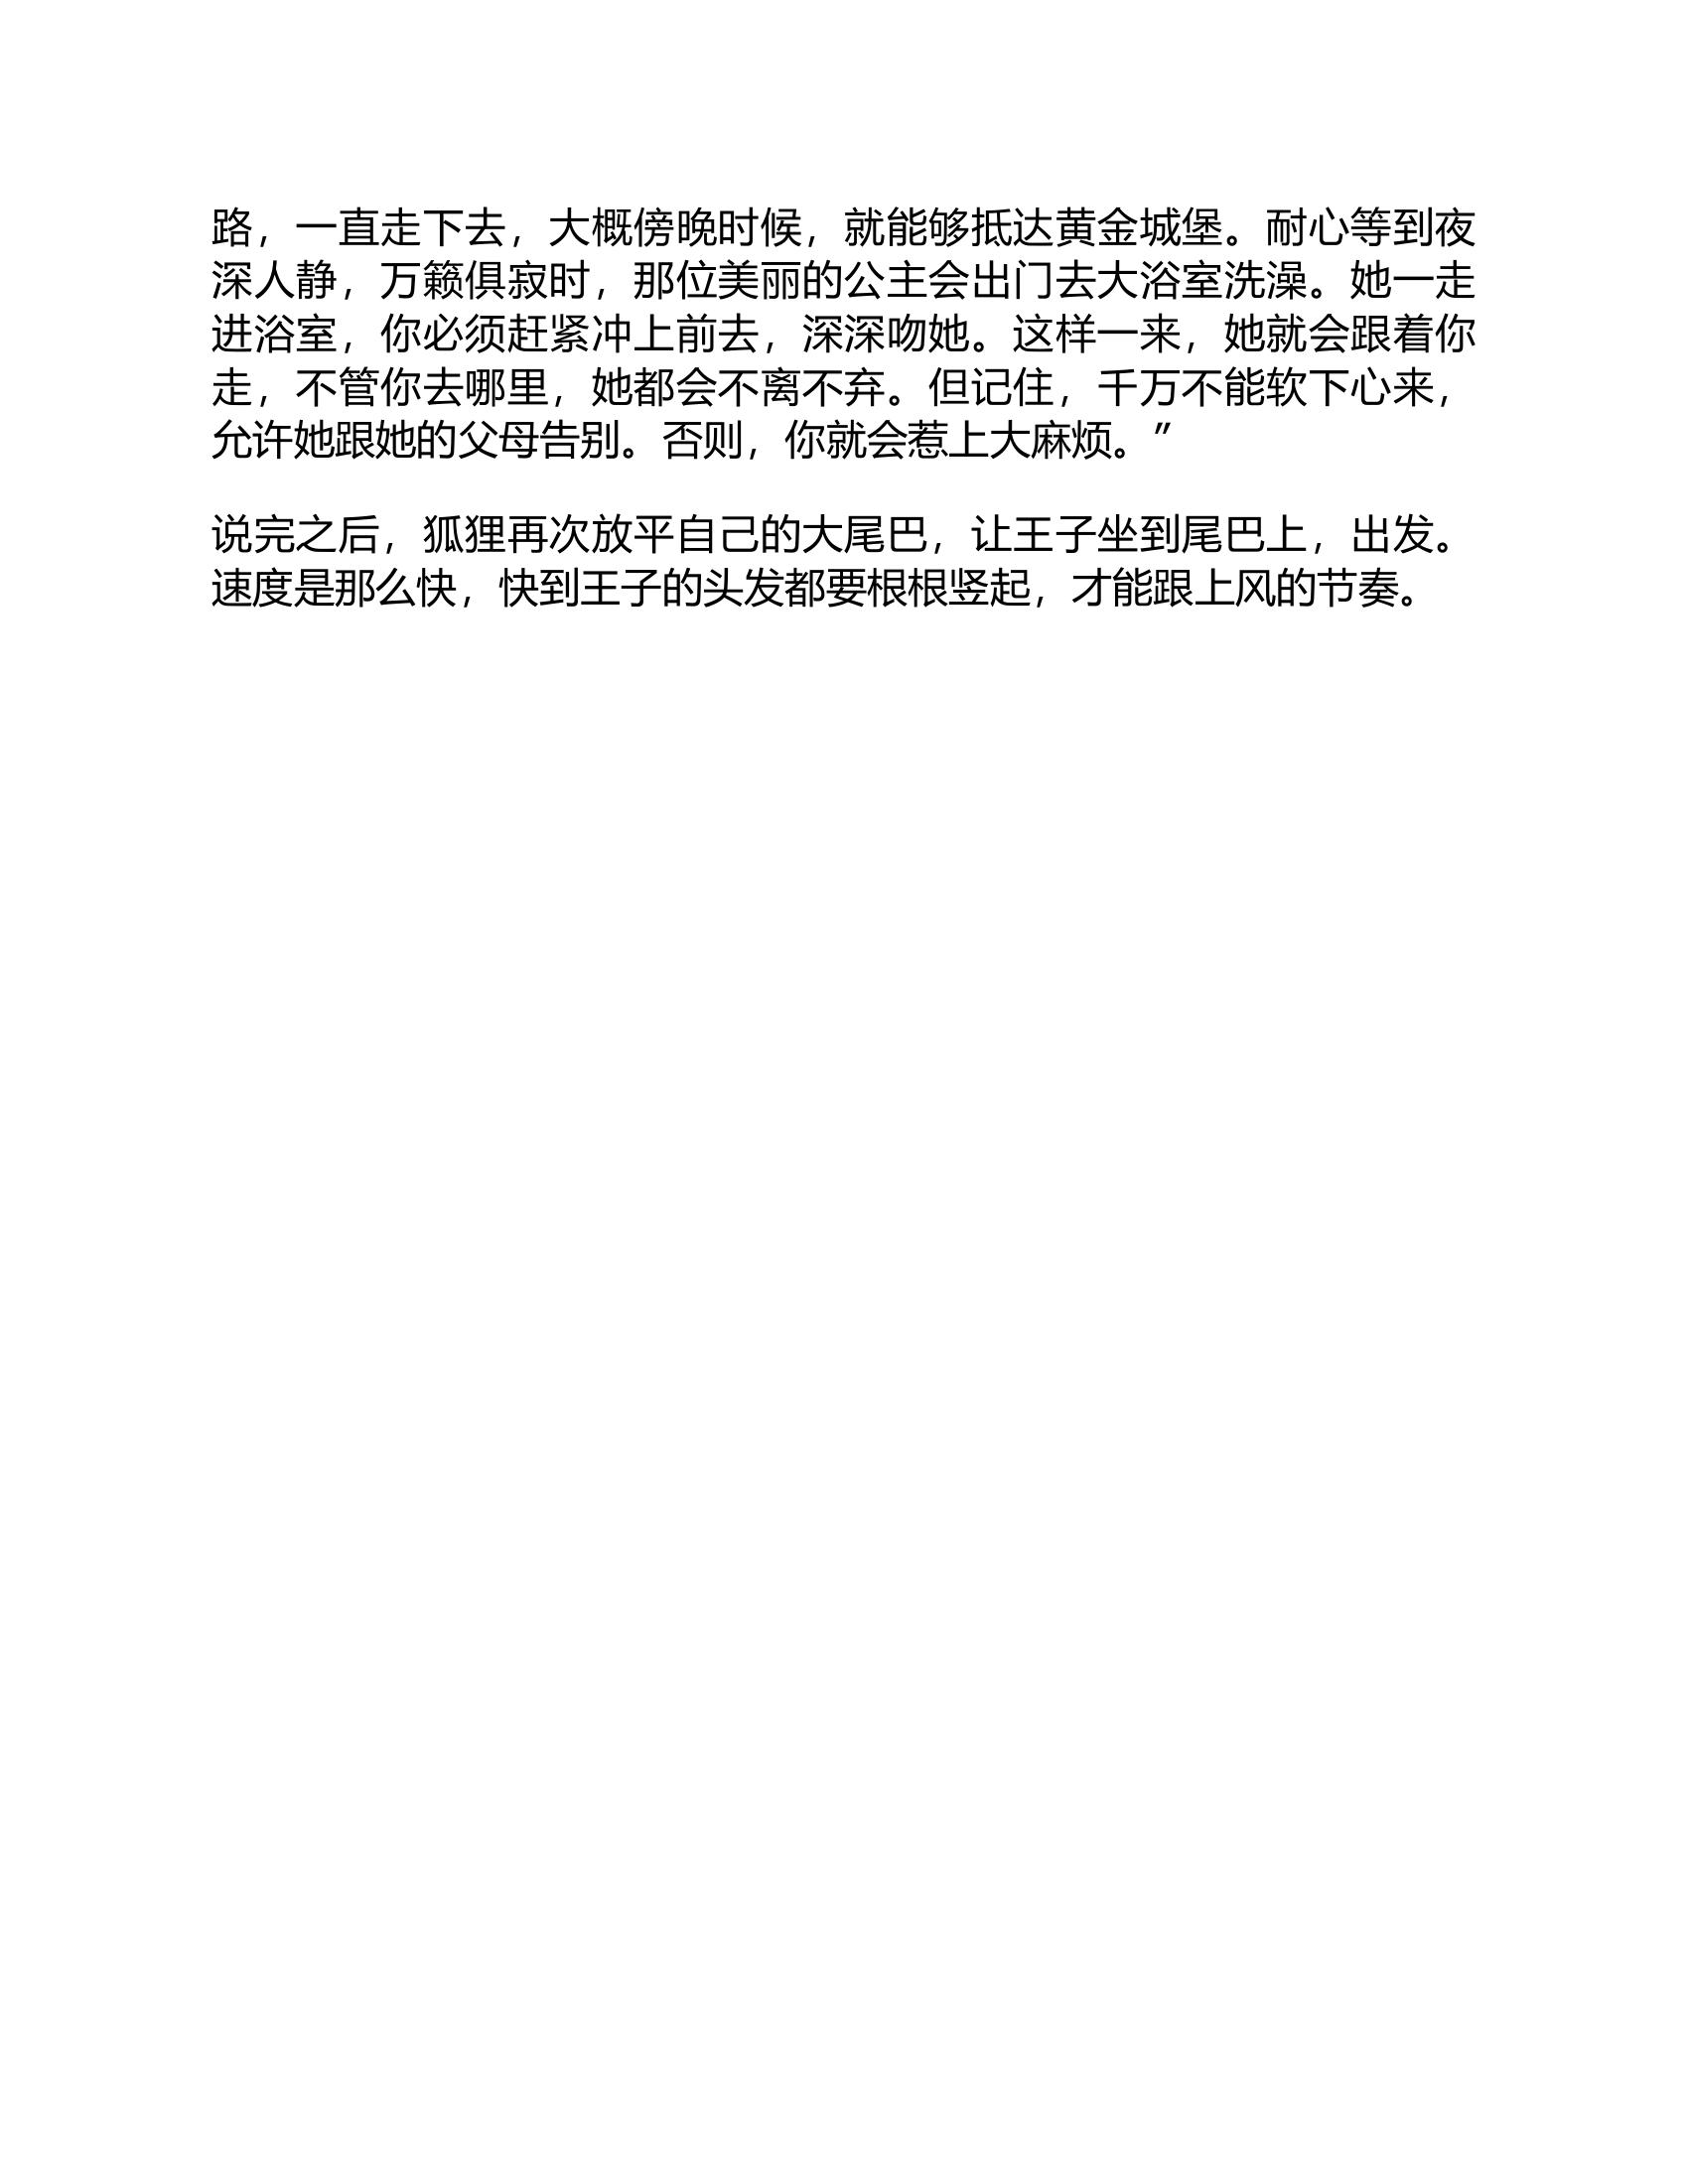 路，一直走下去，大概傍晚时候，就能够抵达黄金城堡。耐心等到夜
深人静，万籁俱寂时，那位美丽的公主会出门去大浴室洗澡。她一走
进浴室，你必须赶紧冲上前去，深深吻她。这样一来，她就会跟着你
走，不管你去哪里，她都会不离不弃。但记住，千万不能软下心来，
允许她跟她的父母告别。否则，你就会惹上大麻烦。”
说完之后，狐狸再次放平自己的大尾巴，让王子坐到尾巴上，出发。
速度是那么快，快到王子的头发都要根根竖起，才能跟上风的节奏。